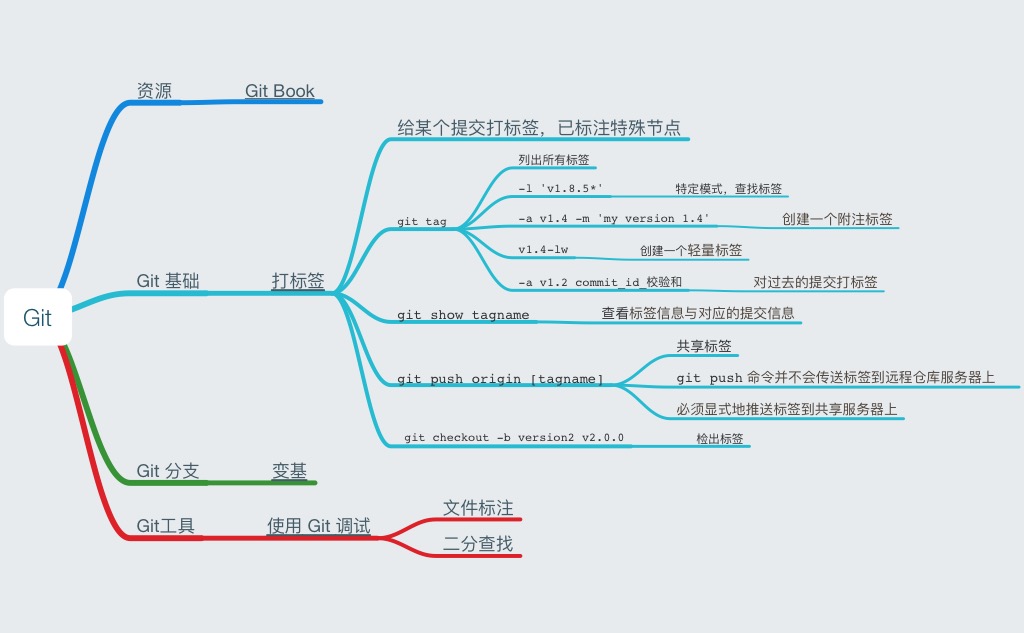 资源
Git Book
给某个提交打标签，已标注特殊节点
列出所有标签
-l 'v1.8.5*'
特定模式，查找标签
git tag
-a v1.4 -m 'my version 1.4'
创建一个附注标签
v1.4-lw
创建一个轻量标签
-a v1.2 commit_id_校验和
对过去的提交打标签
Git 基础
打标签
Git
git show tagname
查看标签信息与对应的提交信息
共享标签
git push origin [tagname]
git push 命令并不会传送标签到远程仓库服务器上
必须显式地推送标签到共享服务器上
git checkout -b version2 v2.0.0
检出标签
Git 分支
变基
Git工具
使用 Git 调试
文件标注
二分查找